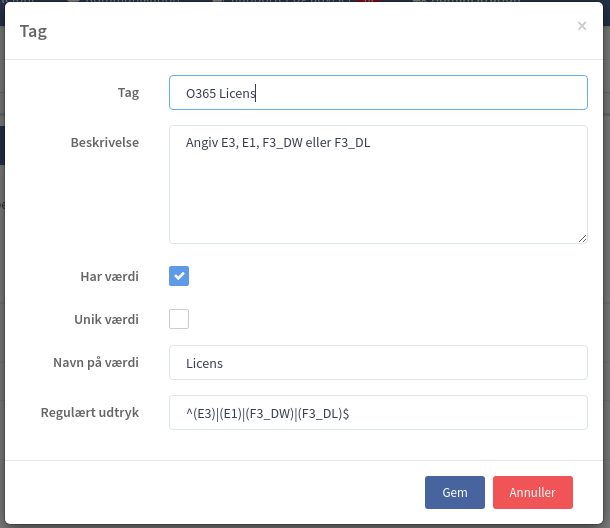 Tag
×
Tag O365 Licens
Beskrivelse Angiv E3, E1, F3_DW eller F3_DL
Har værdi
Unik værdi
Navn på værdi Licens
Regulært udtryk ^(E3)|(E1)|(F3_DW)|(F3_DL)$
Gem Annuller